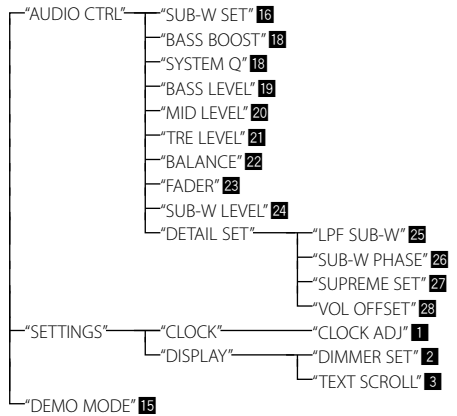 “AUDIO CTRL” “SUB-W SET” 16
“BASS BOOST” 18
“SYSTEM Q” 18
“BASS LEVEL” 19
“MID LEVEL” 20
“TRE LEVEL” 21
“BALANCE” 22
“FADER” 23
“SUB-W LEVEL” 24
“DETAIL SET” “LPF SUB-W” 25
“SUB-W PHASE” 26
“SUPREME SET” 27
“VOL OFFSET” 28
“SETTINGS” “CLOCK” “CLOCK ADJ” 1
“DISPLAY” “DIMMER SET” 2
“TEXT SCROLL” 3
“DEMO MODE” 15